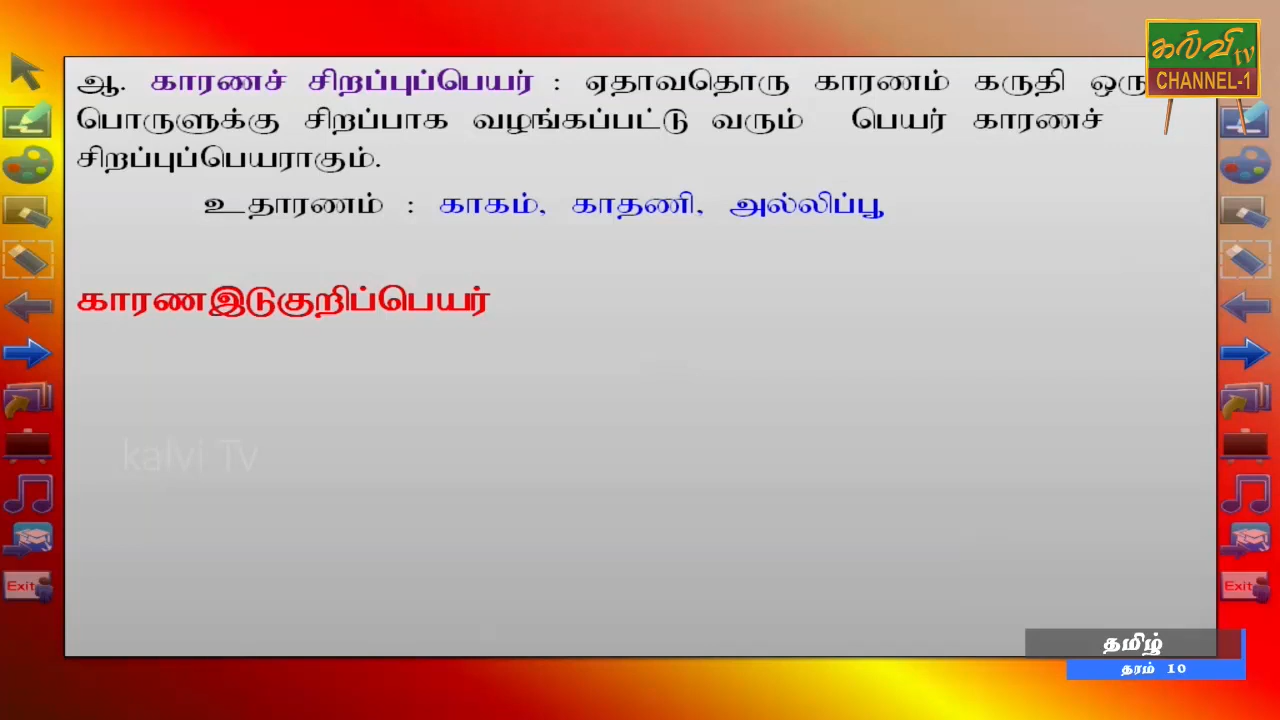 கல்வி tv
CHANNEL-1
ஆ. காரணச் சிறப்புப்பெயர் : ஏதாவதொரு காரணம் கருதி ஒரு
பொருளுக்கு சிறப்பாக வழங்கப்பட்டு வரும் பெயர் காரணச்
சிறப்புப்பெயராகும்.
உதாரணம் : காகம், காதணி, அல்லிப்பூ
காரணஇடுகுறிப்பெயர்
kalvi Tv
Exit
Exit
தமிழ்
தரம் 10